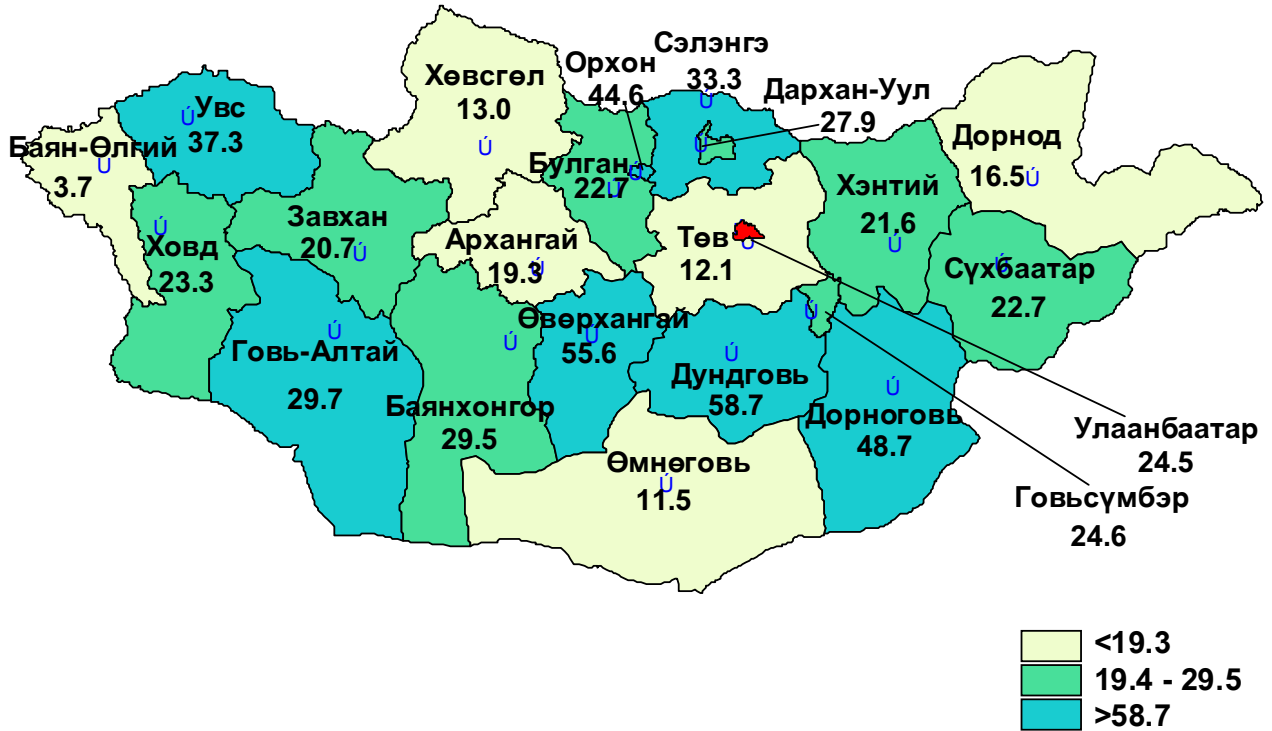 Сэлэнгэ
33.3
Орхон
44.6
Хөвсгөл
13.0
Дархан-Уул
27.9
Увс
37.3
Дорнод
16.5
Баян-Өлгий
3.7
Булган
22.7
Хэнтий
21.6
Завхан
20.7
Ховд
23.3
Архангай
19.3
Төв
12.1
Сүхбаатар
22.7
Өвөрхангай
55.6
Говь-Алтай
29.7
Дундговь
58.7
Баянхонгор
29.5
Дорноговь
48.7
Улаанбаатар
24.5
Өмнөговь
11.5
Говьсүмбэр
24.6
<19.3
19.4 - 29.5
>58.7